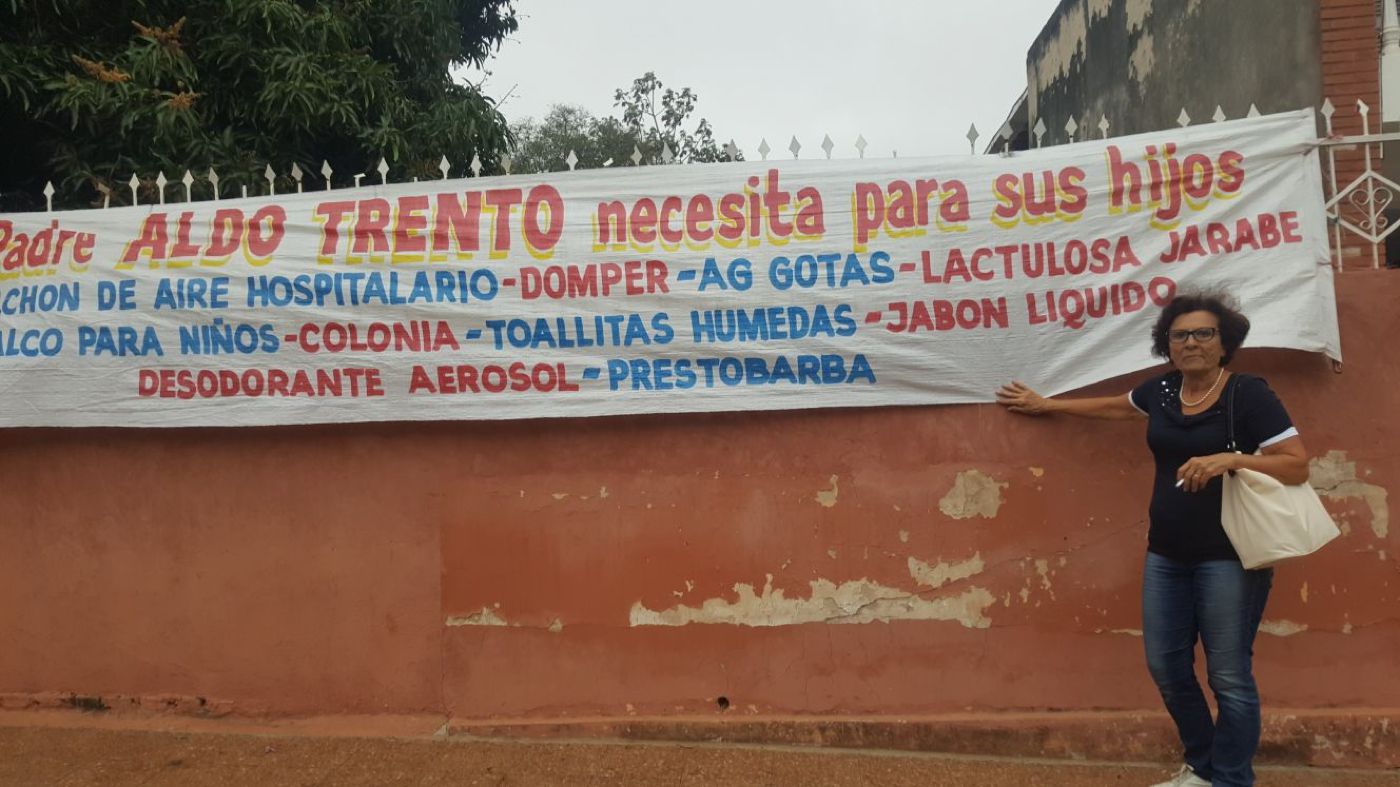 Padre ALDO TRENTO necesita para sus hijos
CHON DE AIRE HOSPITALARIO-DOMPER-AG GOTAS-LACTULOSA JARABE
ALCO PARA NIÑOS-COLONIA-TOALLITAS HUMEDAS-JABON LIQUIDO
DESODORANTE AEROSOL-PRESTOBARBA